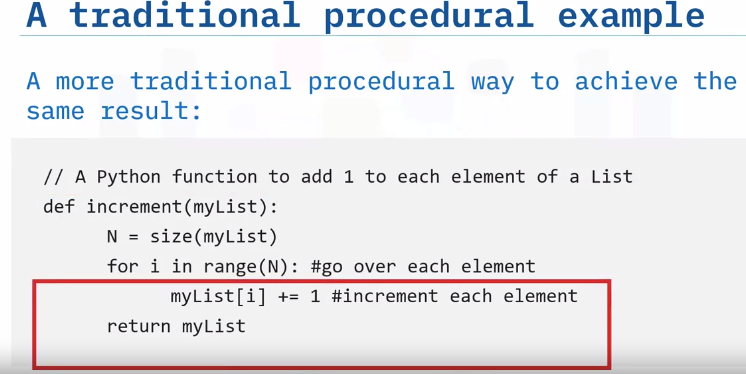 A traditional procedural example
A more traditional procedural way to achieve the
same result:
// A Python function to add 1 to each element of a List
def increment(myList):
N = size(myList)
for i in range(N): #go over each element
myList[i] += 1 #increment each element
return myList